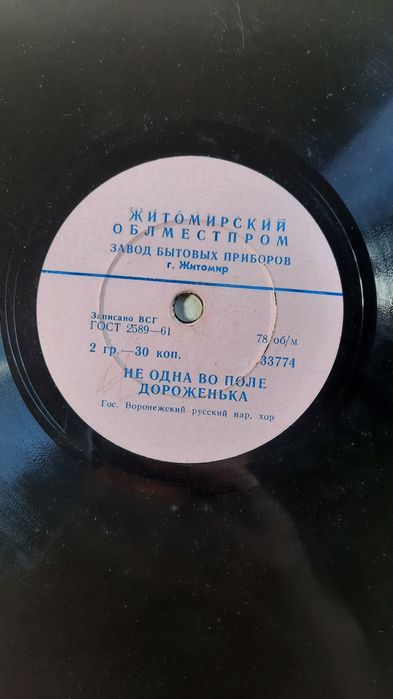 ЖИТОМИРСКИЙ
ОБЛМЕСТПРОМ
ЗАВОД БЫТОВЫХ ПРИБОРОВ
г. Житомир
Записано ВСГ
ГОСТ 2589—61
78 об/м
2 гр.—30 коп.
33774
НЕ ОДНА ВО ПОЛЕ
ДОРОЖЕНЬКА
Гос. Воронежский русский нар. хор